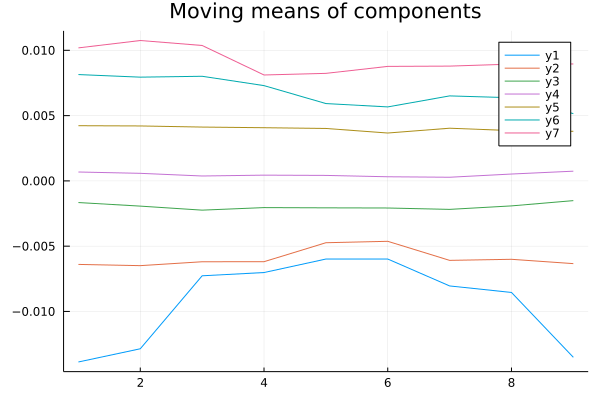 Moving means of components
0.010
0.005
0.000
−0.005
−0.010
2
4
6
8
y1
y2
y3
y4
y5
y6
y7